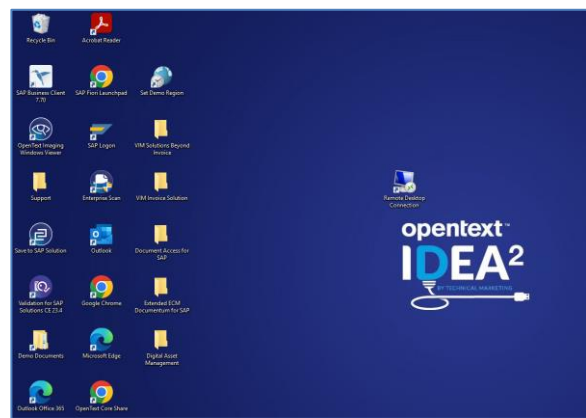 Recycle Bin
Acrobat Reader
SAP Business Client
7.70
SAP Fiori Launchpad
Set Demo Region
OpenText Imaging
Windows Viewer
SAP Logon
VIM Solutions Beyond
Invoice
Support
Enterprise Scan
VIM Invoice Solution
Remote Desktop
Connection
Save to SAP Solution
Outlook
Document Access for
SAP
opentext™
IDEA²
BY TECHNICAL MARKETING
Validation for SAP
Solutions CE 23.4
Google Chrome
Extended ECM
Documentum for SAP
Demo Documents
Microsoft Edge
Digital Asset
Management
Outlook Office 365
OpenText Core Share